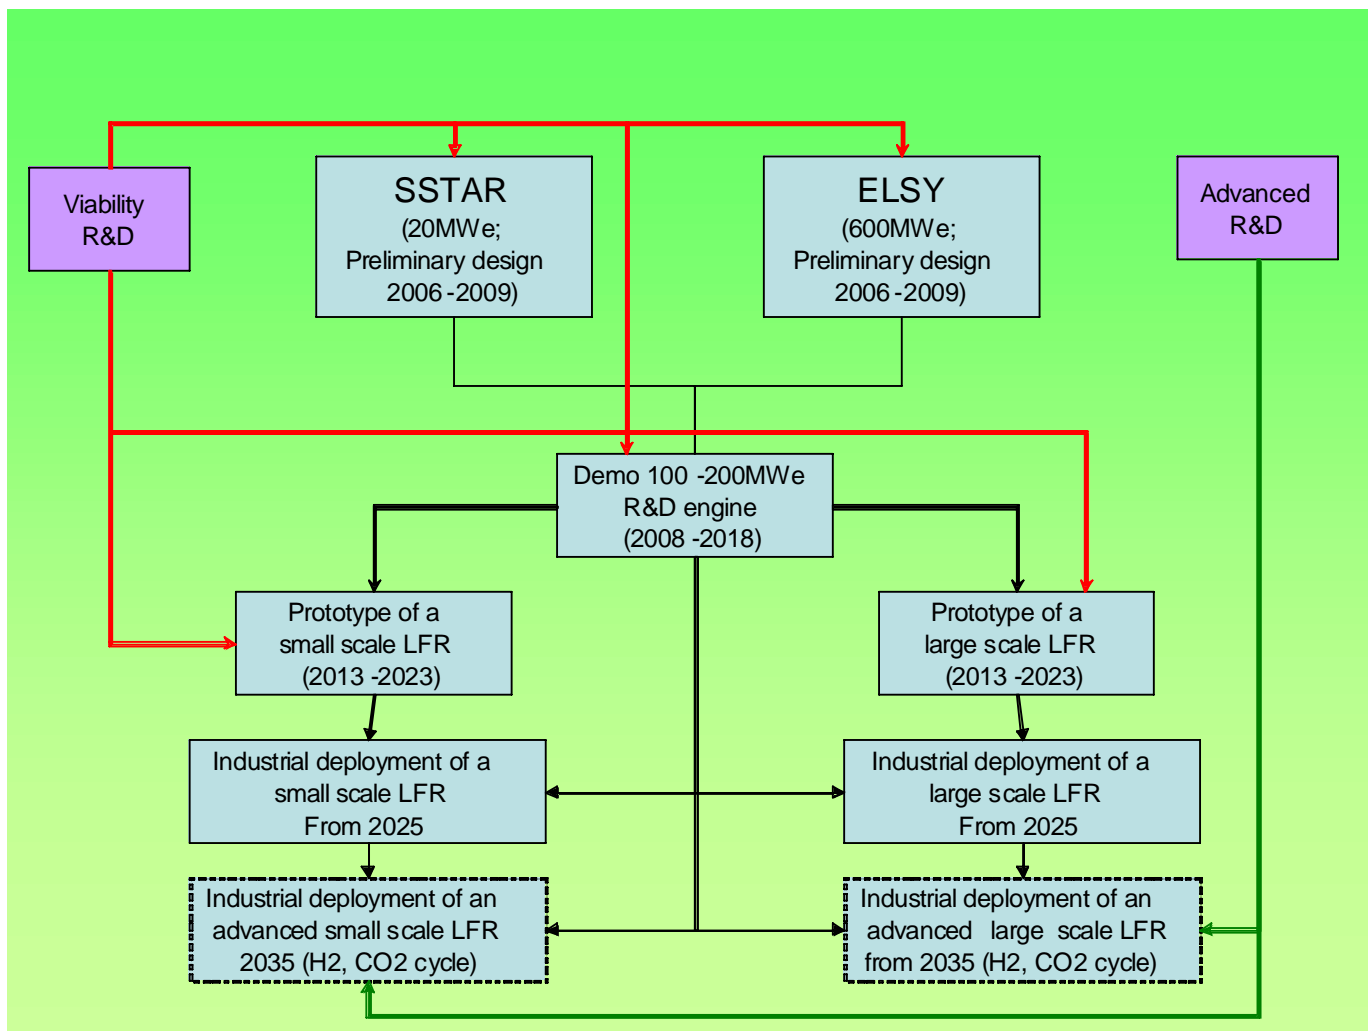 Viability
R&D
SSTAR
(20MWe;
Preliminary design
2006 -2009)
ELSY
(600MWe;
Preliminary design
2006 -2009)
Advanced
R&D
Demo 100 -200MWe
R&D engine
(2008 -2018)
Prototype of a
small scale LFR
(2013 -2023)
Prototype of a
large scale LFR
(2013 -2023)
Industrial deployment of a
small scale LFR
From 2025
Industrial deployment of a
large scale LFR
From 2025
Industrial deployment of an
advanced small scale LFR
2035 (H2, CO2 cycle)
Industrial deployment of an
advanced large scale LFR
from 2035 (H2, CO2 cycle)